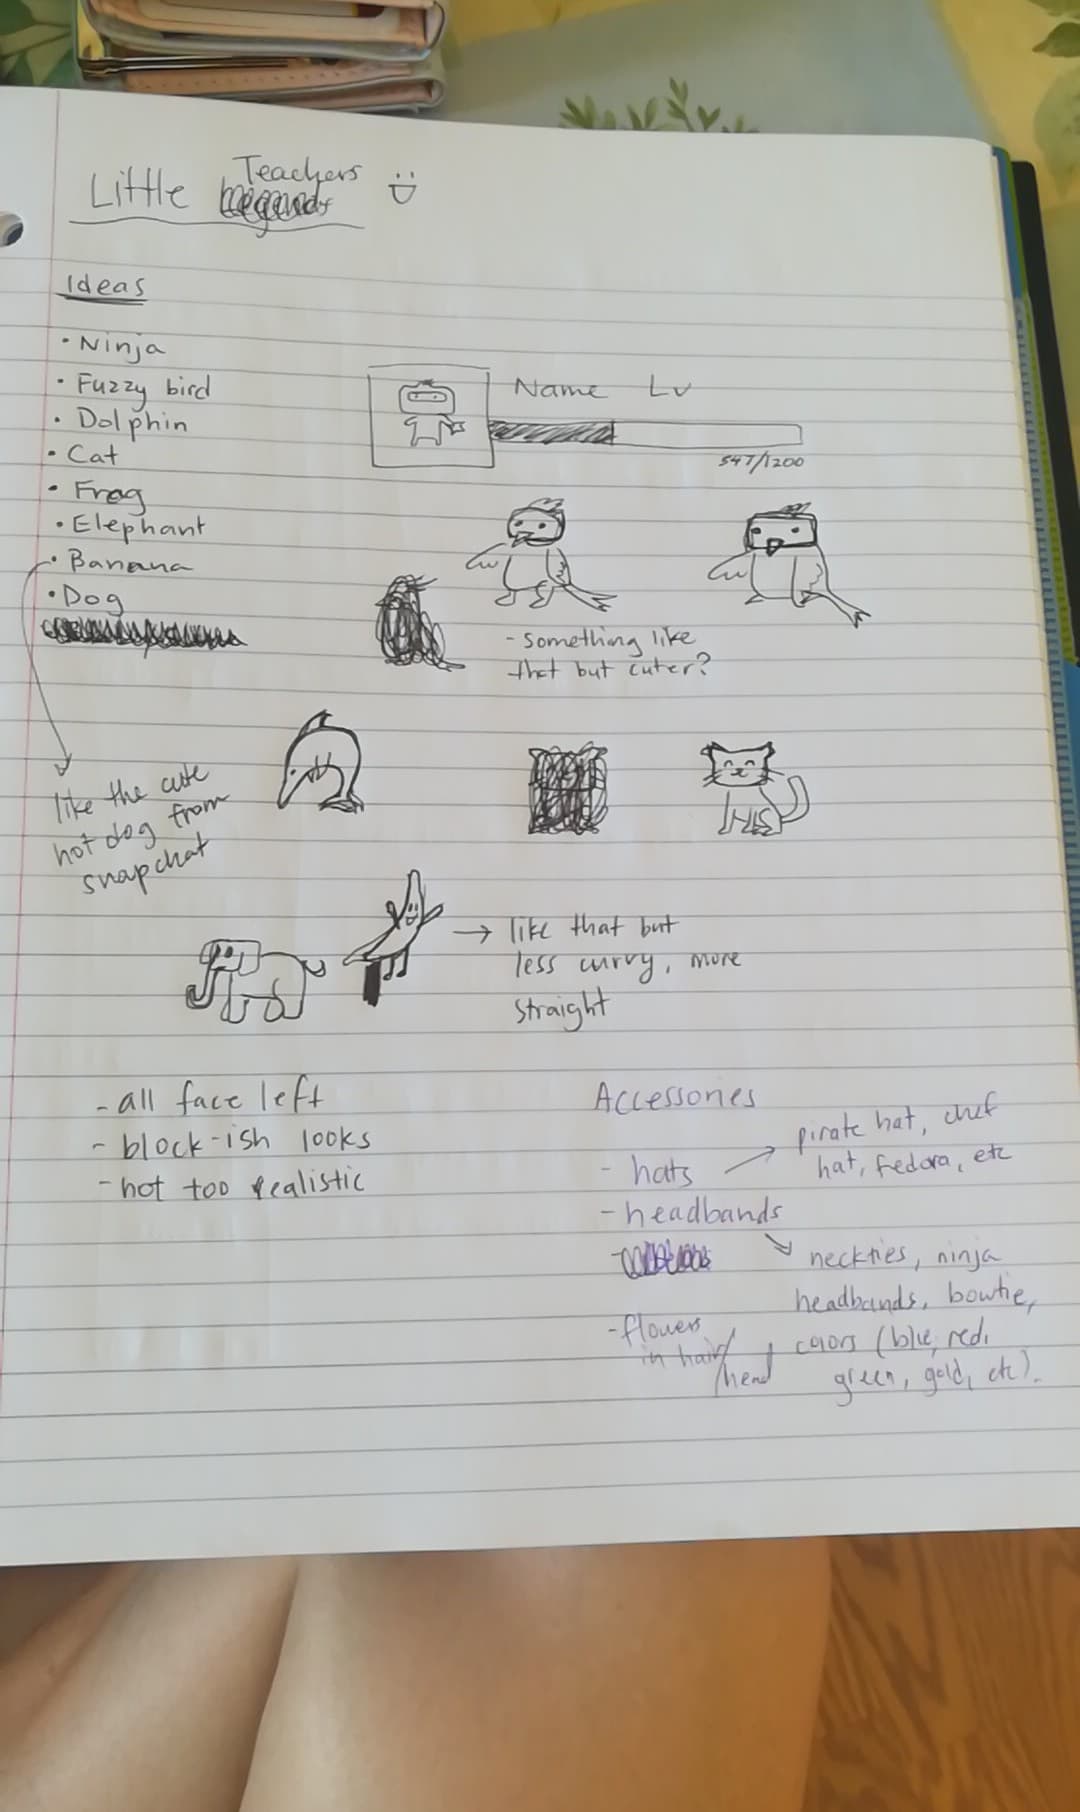 Little Teachers
Ideas
• Ninja
• Fuzzy bird
• Dolphin
• Cat
• Frog
• Elephant
• Banana
• Dog
like the cute
hot dog from
snapchat
Name Lv
547/1200
- something like
that but cuter?
→ like that but
less curvy, more
straight
- all face left
- block-ish looks
- not too realistic
Accessories
- hats → pirate hat, chef
hat, fedora, etc
- headbands
↘ neckties, ninja
headbands, bowtie,
colors (blue, red,
green, gold, etc).
- flowers
in hair/
head